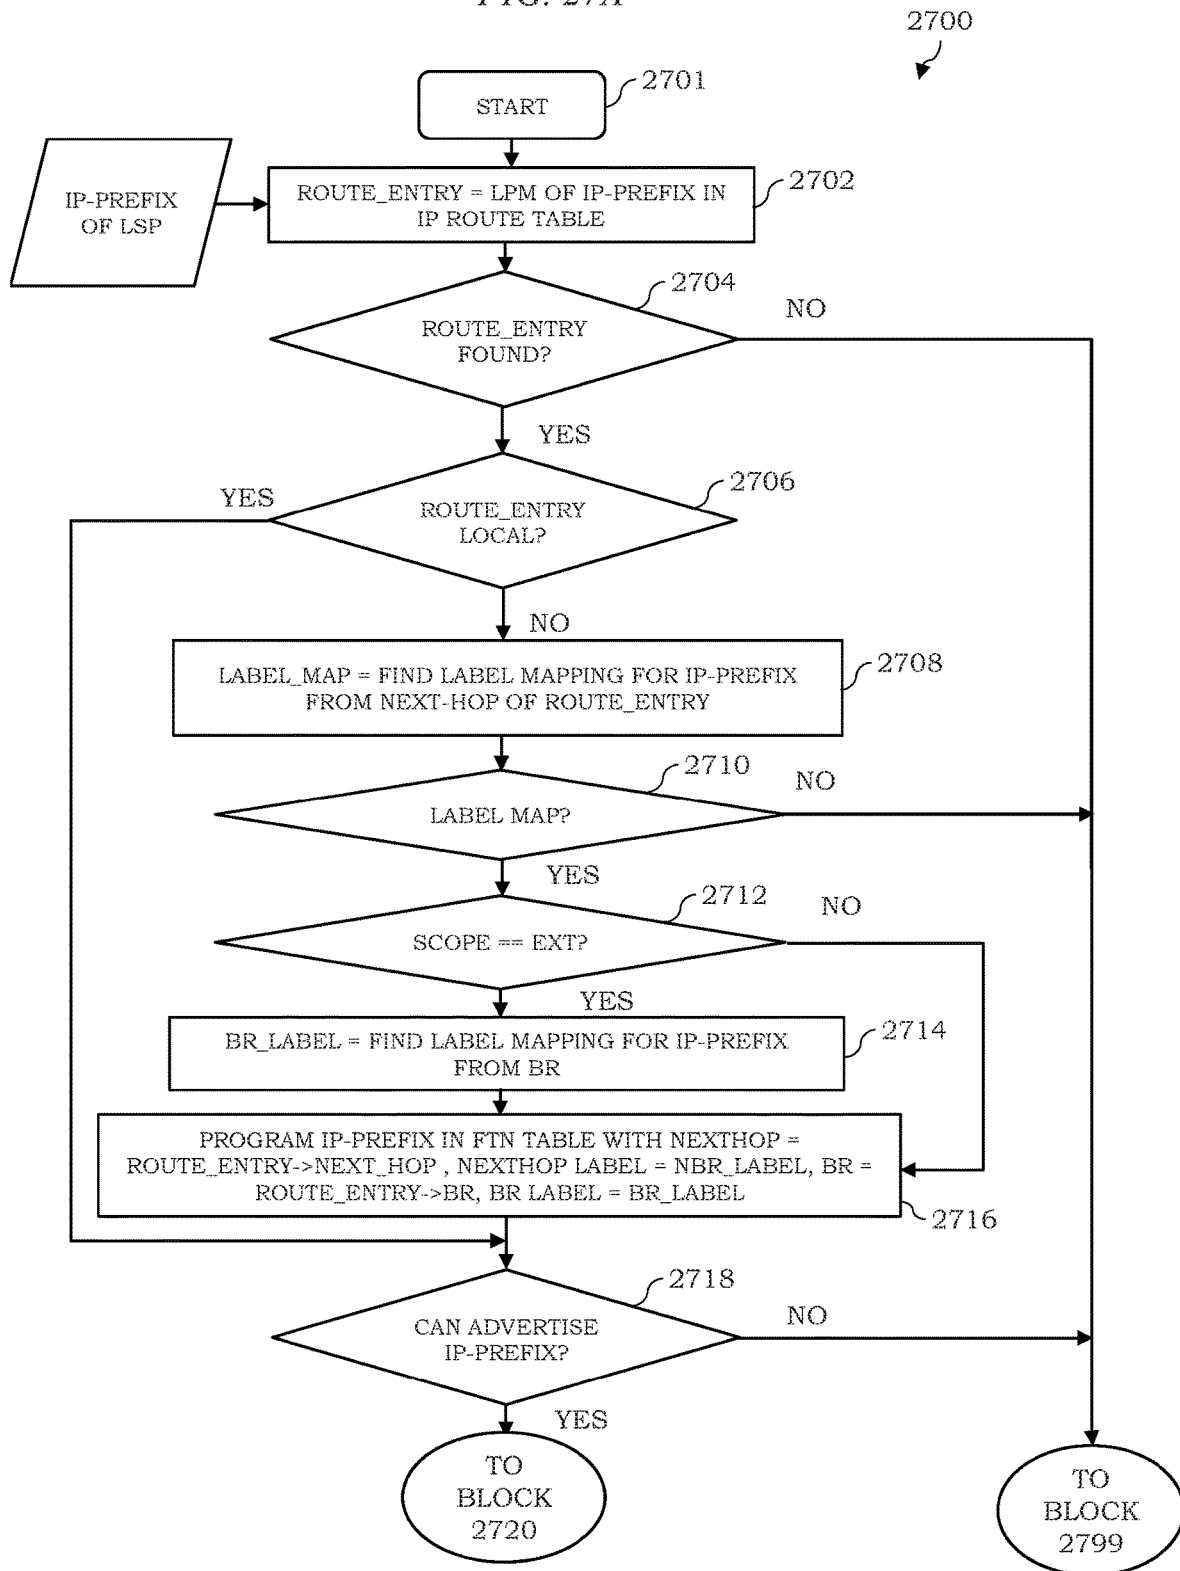 FIG. 27A
2700
START
2701
IP-PREFIX
OF LSP
ROUTE_ENTRY = LPM OF IP-PREFIX IN
IP ROUTE TABLE
2702
ROUTE_ENTRY
FOUND?
2704
NO
YES
ROUTE_ENTRY
LOCAL?
2706
YES
NO
LABEL_MAP = FIND LABEL MAPPING FOR IP-PREFIX
FROM NEXT-HOP OF ROUTE_ENTRY
2708
LABEL MAP?
2710
NO
YES
SCOPE == EXT?
2712
NO
YES
BR_LABEL = FIND LABEL MAPPING FOR IP-PREFIX
FROM BR
2714
PROGRAM IP-PREFIX IN FTN TABLE WITH NEXTHOP =
ROUTE_ENTRY->NEXT_HOP , NEXTHOP LABEL = NBR_LABEL, BR =
ROUTE_ENTRY->BR, BR LABEL = BR_LABEL
2716
CAN ADVERTISE
IP-PREFIX?
2718
NO
YES
TO
BLOCK
2720
TO
BLOCK
2799